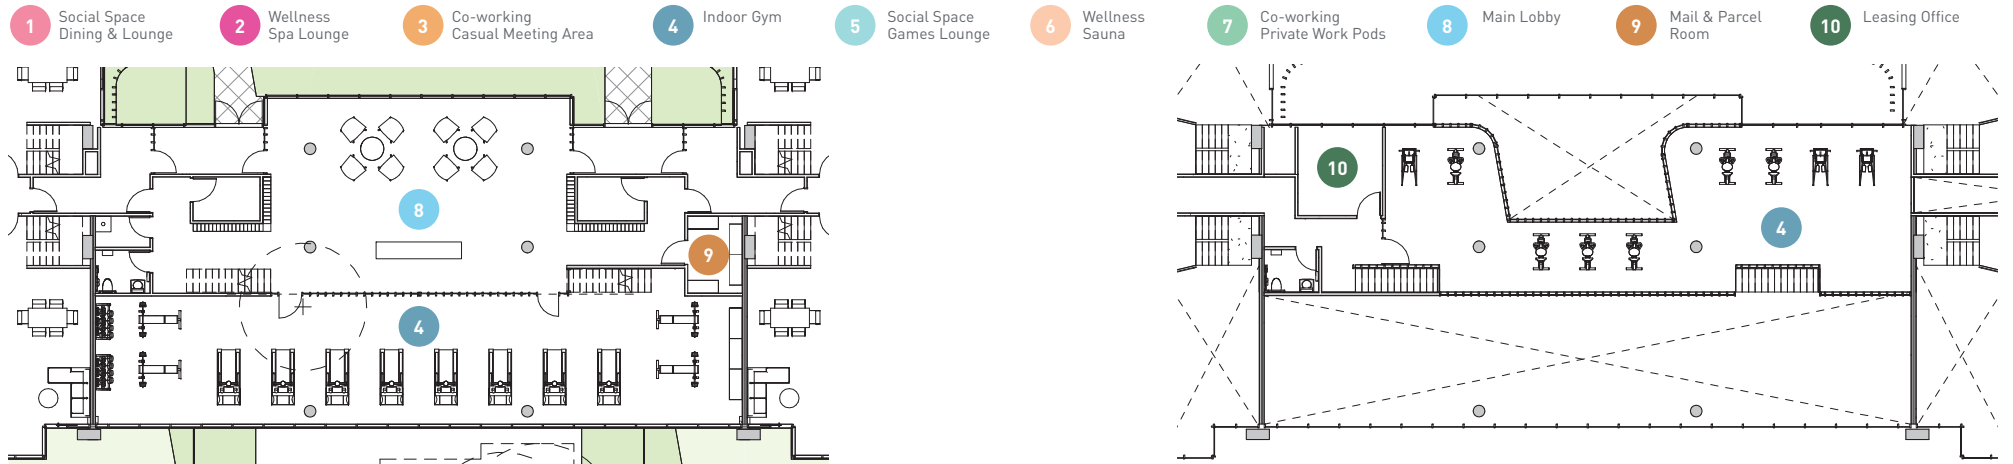 1 Social Space
Dining & Lounge
2 Wellness
Spa Lounge
3 Co-working
Casual Meeting Area
4 Indoor Gym
5 Social Space
Games Lounge
6 Wellness
Sauna
7 Co-working
Private Work Pods
8 Main Lobby
9 Mail & Parcel
Room
10 Leasing Office
8
9
4
10
4